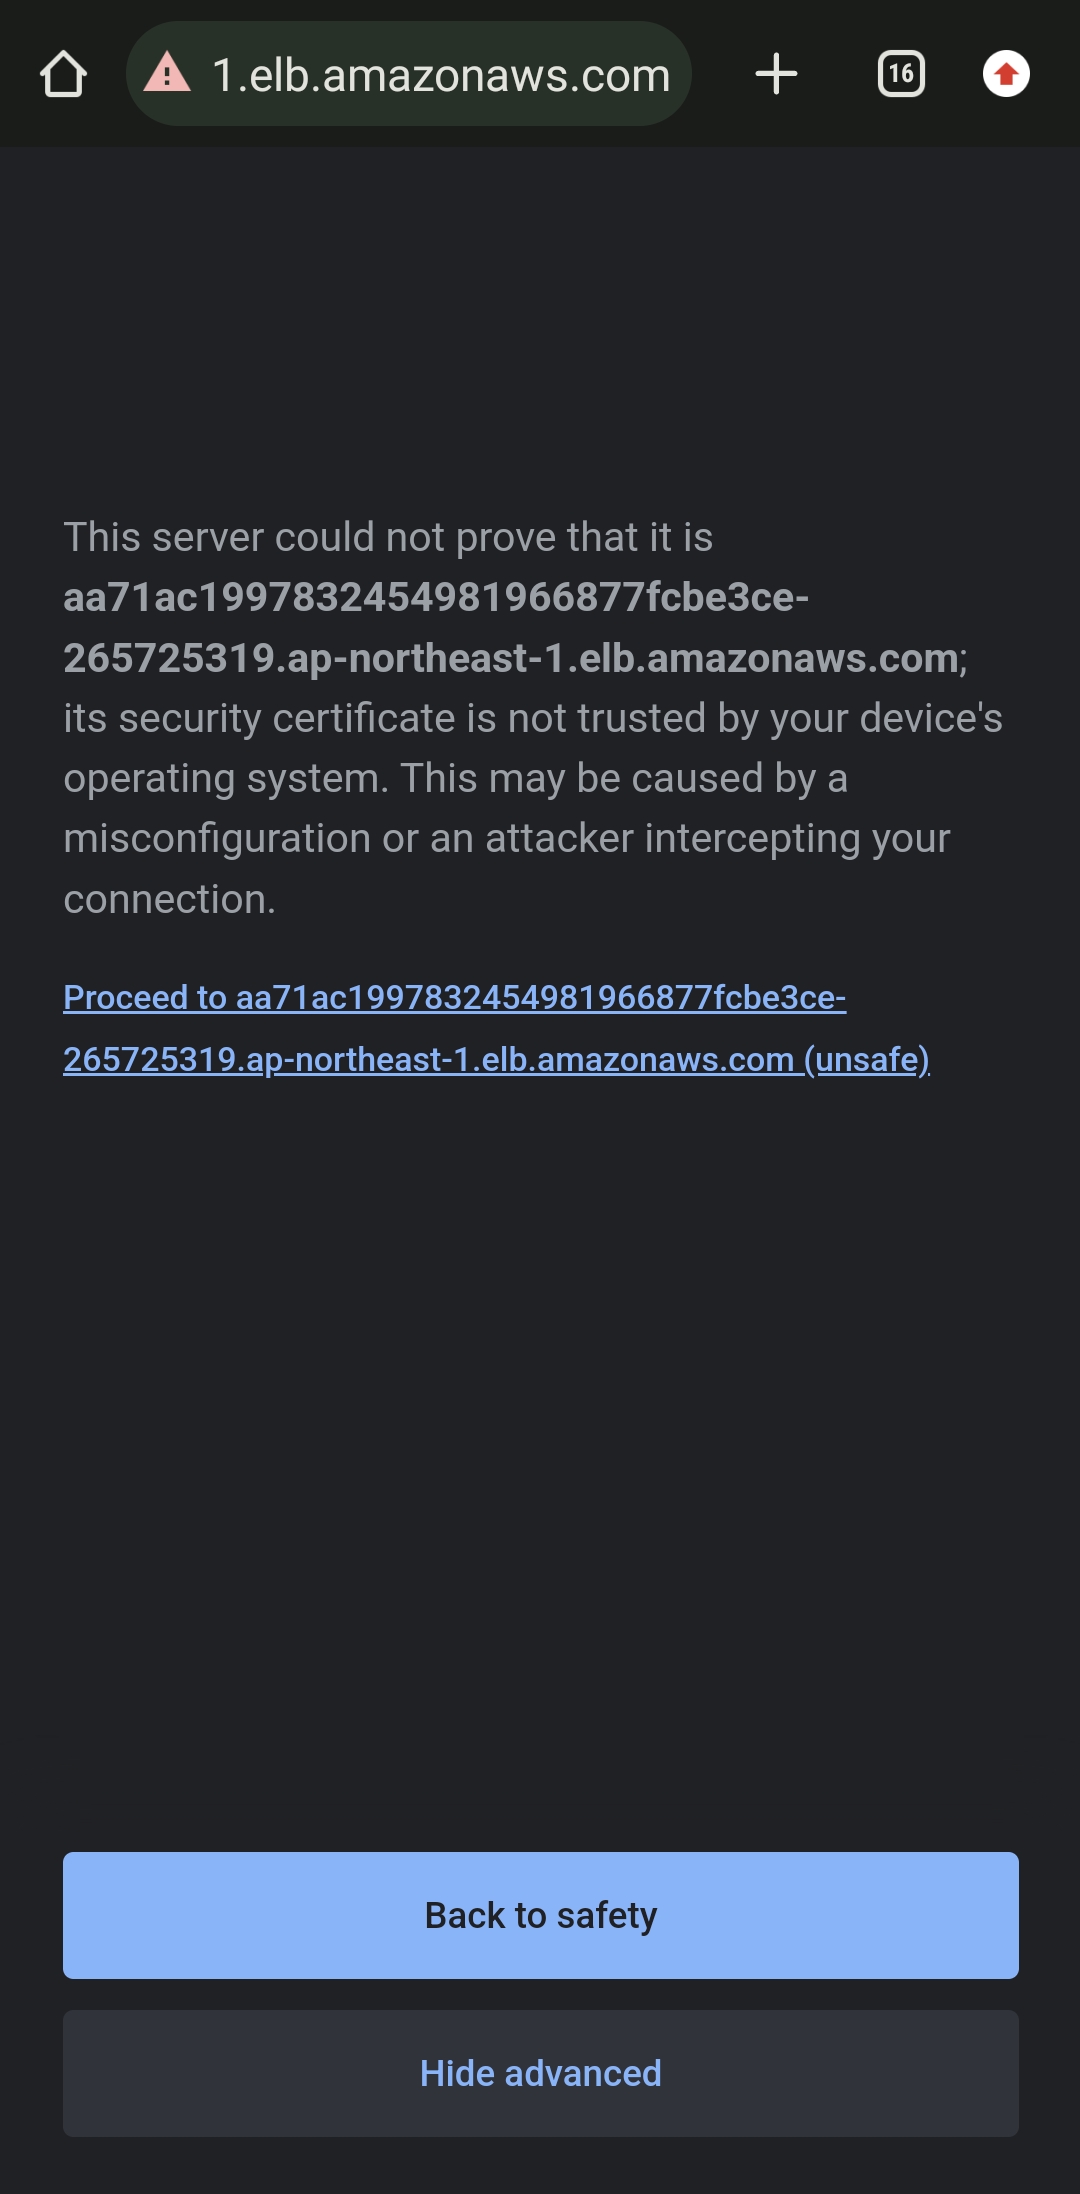 1.elb.amazonaws.com
16
This server could not prove that it is
aa71ac1997832454981966877fcbe3ce-
265725319.ap-northeast-1.elb.amazonaws.com;
its security certificate is not trusted by your device's
operating system. This may be caused by a
misconfiguration or an attacker intercepting your
connection.
Proceed to aa71ac1997832454981966877fcbe3ce-
265725319.ap-northeast-1.elb.amazonaws.com (unsafe)
Back to safety
Hide advanced